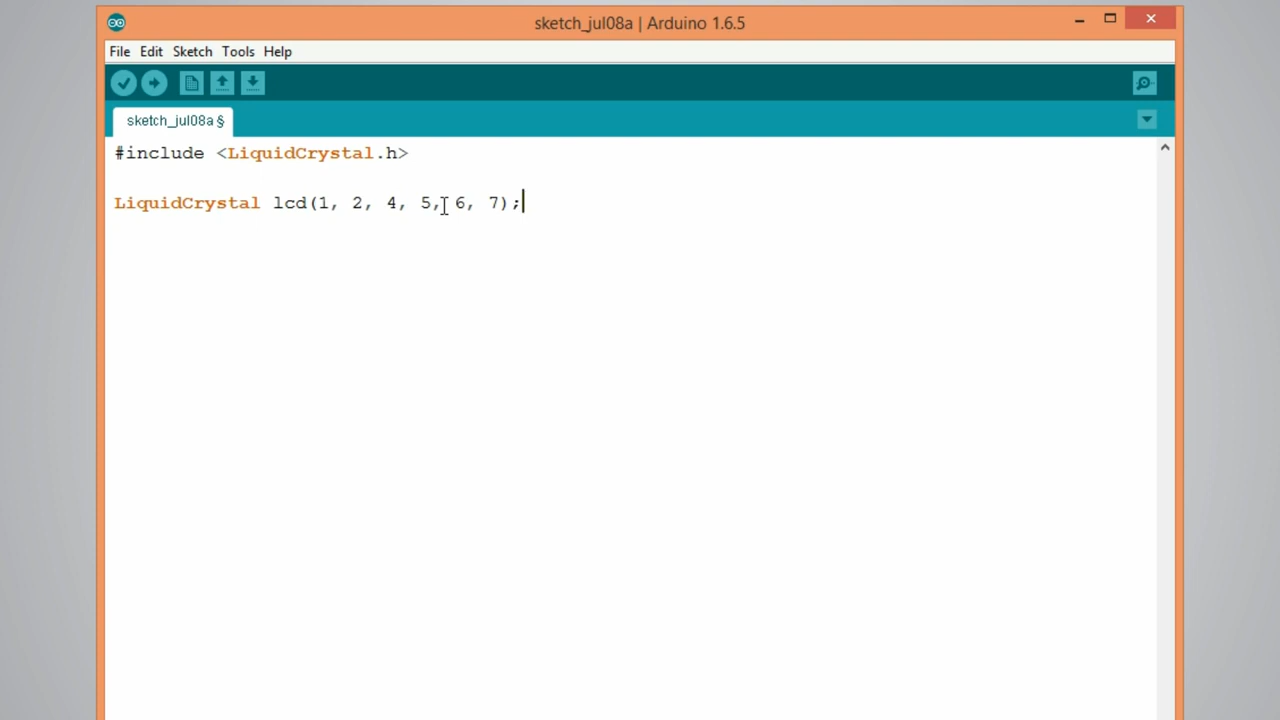 sketch_jul08a | Arduino 1.6.5
File Edit Sketch Tools Help
sketch_jul08a §
#include <LiquidCrystal.h>
LiquidCrystal lcd(1, 2, 4, 5, 6, 7);